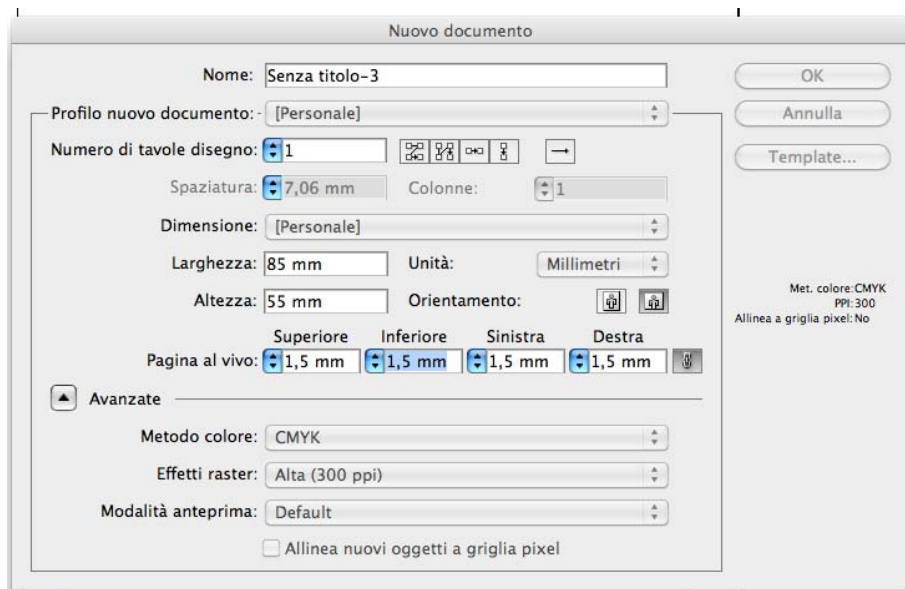 Nuovo documento
Nome: Senza titolo-3
OK
Profilo nuovo documento: [Personale]
Annulla
Numero di tavole disegno: 1
Template...
Spaziatura: 7,06 mm Colonne: 1
Dimensione: [Personale]
Larghezza: 85 mm Unità: Millimetri
Altezza: 55 mm Orientamento:
Met. colore:CMYK
PPI:300
Allinea a griglia pixel:No
Superiore Inferiore Sinistra Destra
Pagina al vivo: 1,5 mm 1,5 mm 1,5 mm 1,5 mm
Avanzate
Metodo colore: CMYK
Effetti raster: Alta (300 ppi)
Modalità anteprima: Default
Allinea nuovi oggetti a griglia pixel